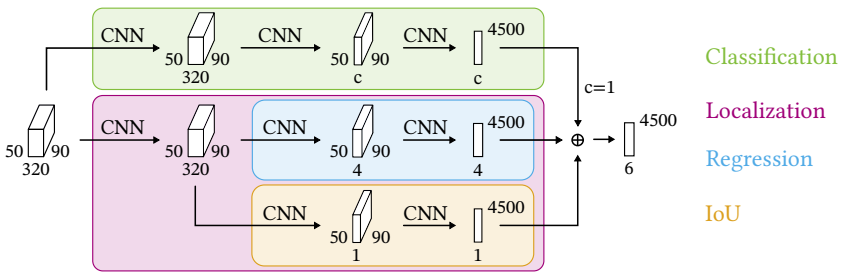 CNN 50 90 320 CNN 50 90 c CNN 4500 c
c=1
Classification
50 90 320
CNN 50 90 320 CNN 50 90 4 CNN 4500 4
4500 6
Localization
Regression
CNN 50 90 1 CNN 4500 1
IoU